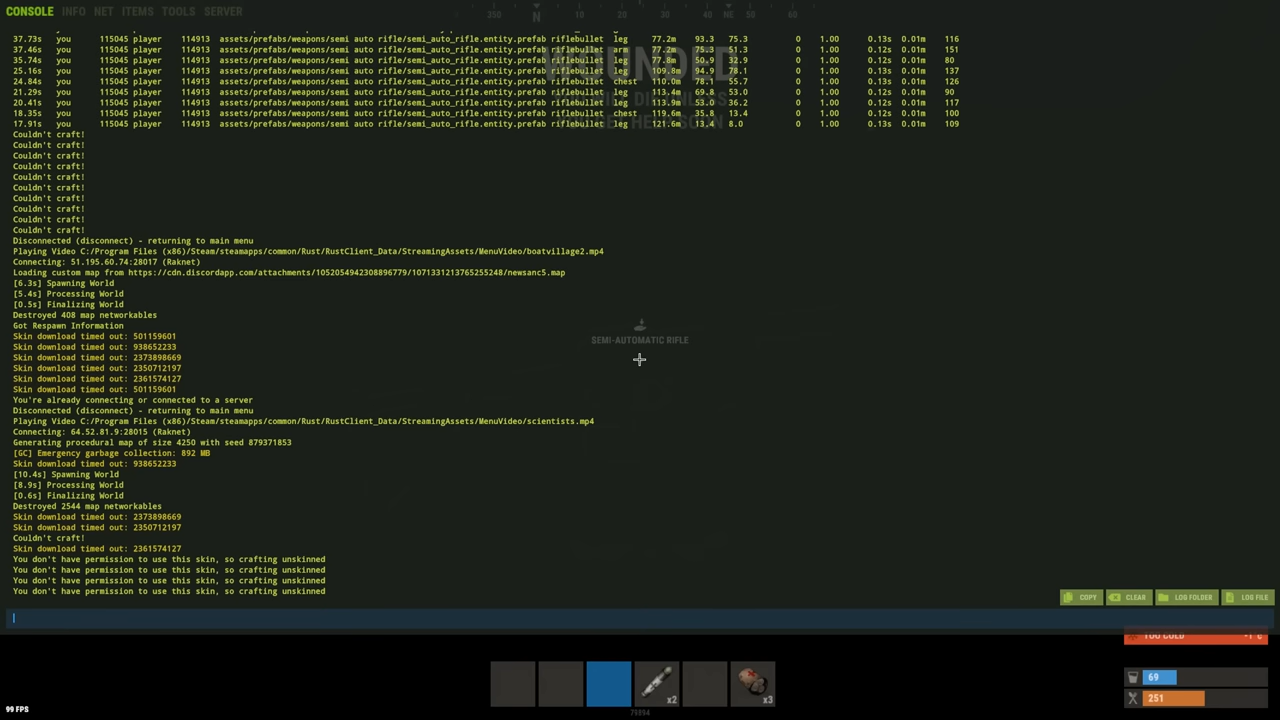 CONSOLE INFO NET ITEMS TOOLS SERVER
350 N 10 20 30 40 NE 50 60
37.73s you 115045 player 114913 assets/prefabs/weapons/semi auto rifle/semi_auto_rifle.entity.prefab riflebullet leg 77.2m 93.3 75.3 0 1.00 0.13s 0.01m 116
37.46s you 115045 player 114913 assets/prefabs/weapons/semi auto rifle/semi_auto_rifle.entity.prefab riflebullet arm 77.2m 75.3 51.3 0 1.00 0.12s 0.01m 151
35.74s you 115045 player 114913 assets/prefabs/weapons/semi auto rifle/semi_auto_rifle.entity.prefab riflebullet leg 77.8m 50.9 32.9 0 1.00 0.12s 0.01m 80
25.16s you 115045 player 114913 assets/prefabs/weapons/semi auto rifle/semi_auto_rifle.entity.prefab riflebullet leg 109.8m 94.9 78.1 0 1.00 0.13s 0.01m 137
24.84s you 115045 player 114913 assets/prefabs/weapons/semi auto rifle/semi_auto_rifle.entity.prefab riflebullet chest 110.0m 78.1 55.7 0 1.00 0.13s 0.01m 126
21.29s you 115045 player 114913 assets/prefabs/weapons/semi auto rifle/semi_auto_rifle.entity.prefab riflebullet leg 113.4m 69.8 53.0 0 1.00 0.12s 0.01m 90
20.41s you 115045 player 114913 assets/prefabs/weapons/semi auto rifle/semi_auto_rifle.entity.prefab riflebullet leg 113.9m 53.0 36.2 0 1.00 0.12s 0.01m 117
18.35s you 115045 player 114913 assets/prefabs/weapons/semi auto rifle/semi_auto_rifle.entity.prefab riflebullet chest 119.6m 35.8 13.4 0 1.00 0.12s 0.01m 100
17.91s you 115045 player 114913 assets/prefabs/weapons/semi auto rifle/semi_auto_rifle.entity.prefab riflebullet leg 121.6m 13.4 8.0 0 1.00 0.13s 0.01m 109
WOUNDED
Couldn't craft!
Couldn't craft!
Couldn't craft!
Couldn't craft!
Couldn't craft!
Couldn't craft!
Couldn't craft!
Couldn't craft!
Couldn't craft!
Couldn't craft!
Disconnected (disconnect) - returning to main menu
Playing Video C:/Program Files (x86)/Steam/steamapps/common/Rust/RustClient_Data/StreamingAssets/MenuVideo/boatvillage2.mp4
Connecting: 51.195.60.74:28017 (Raknet)
Loading custom map from https://cdn.discordapp.com/attachments/1052054942308896779/1071331213765255248/newsanc5.map
[6.3s] Spawning World
[5.4s] Processing World
[0.5s] Finalizing World
Destroyed 408 map networkables
Got Respawn Information
Skin download timed out: 501159601
Skin download timed out: 938652233
Skin download timed out: 2373898669
Skin download timed out: 2350712197
Skin download timed out: 2361574127
Skin download timed out: 501159601
You're already connecting or connected to a server
Disconnected (disconnect) - returning to main menu
Playing Video C:/Program Files (x86)/Steam/steamapps/common/Rust/RustClient_Data/StreamingAssets/MenuVideo/scientists.mp4
Connecting: 64.52.81.9:28015 (Raknet)
Generating procedural map of size 4250 with seed 879371853
[GC] Emergency garbage collection: 892 MB
Skin download timed out: 938652233
[10.4s] Spawning World
[8.9s] Processing World
[0.6s] Finalizing World
Destroyed 2544 map networkables
Skin download timed out: 2373898669
Skin download timed out: 2350712197
Couldn't craft!
Skin download timed out: 2361574127
You don't have permission to use this skin, so crafting unskinned
You don't have permission to use this skin, so crafting unskinned
You don't have permission to use this skin, so crafting unskinned
You don't have permission to use this skin, so crafting unskinned
SEMI-AUTOMATIC RIFLE
COPY CLEAR LOG FOLDER LOG FILE
TOO COLD -1°C
69
251
x2 x3
79894
99 FPS